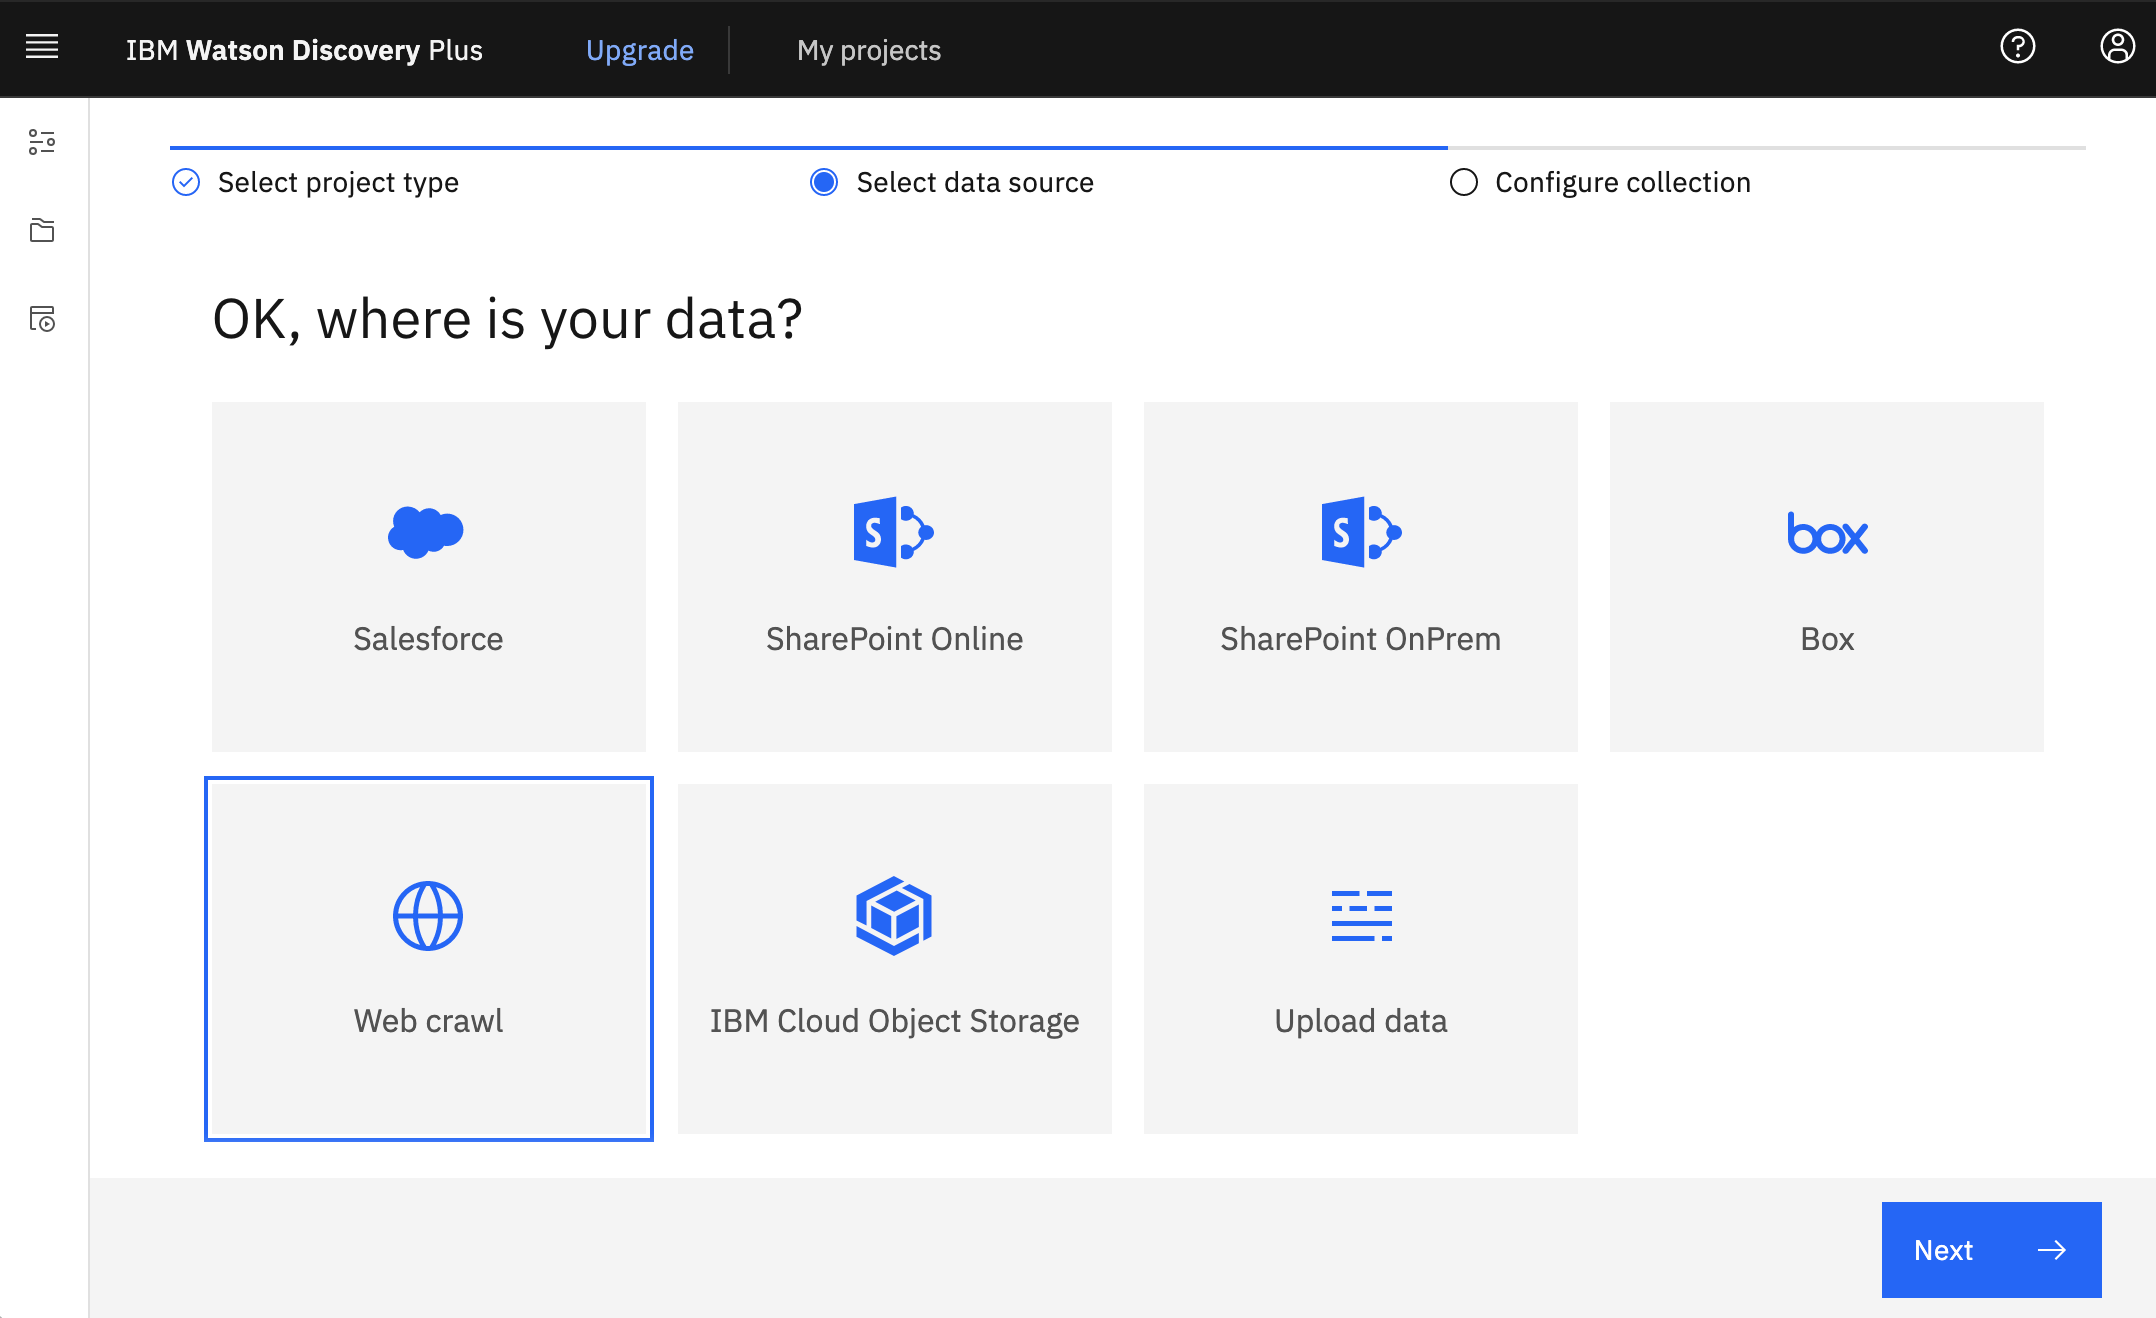 IBM Watson Discovery Plus Upgrade My projects
Select project type Select data source Configure collection
OK, where is your data?
S S box
Salesforce SharePoint Online SharePoint OnPrem Box
Web crawl IBM Cloud Object Storage Upload data
Next